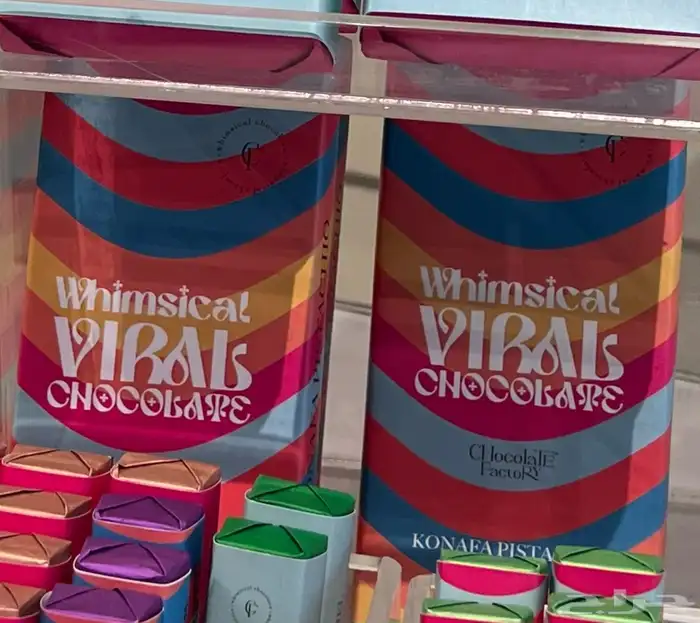 Whimsical
VIRAL
CHOCOLATE
Whimsical
VIRAL
CHOCOLATE
CHocolaTE
FactoRY
KONAFA PISTA